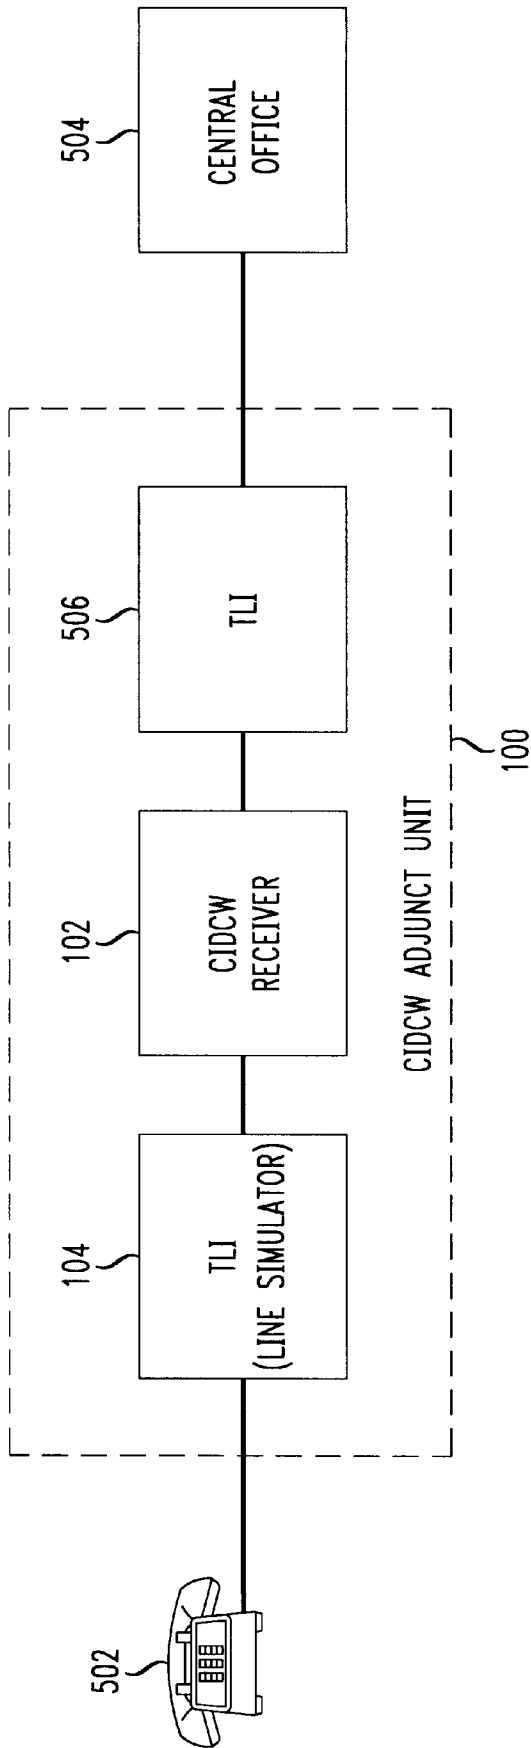 502
104
TLI
(LINE SIMULATOR)
102
CIDCW
RECEIVER
506
TLI
504
CENTRAL
OFFICE
CIDCW ADJUNCT UNIT
100